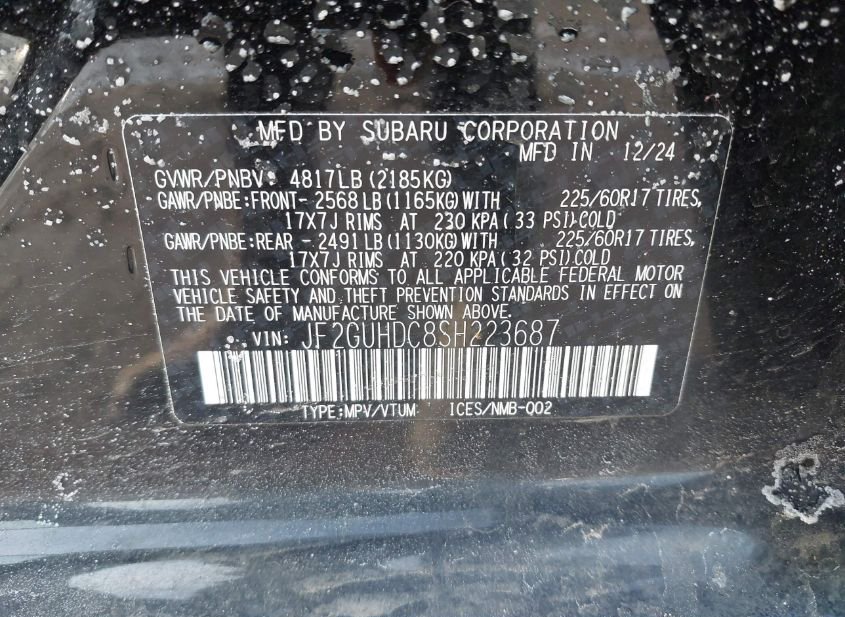 MFD BY SUBARU CORPORATION
MFD IN 12/24
GVWR/PNBV: 4817LB (2185KG)
GAWR/PNBE:FRONT- 2568 LB (1165KG)WITH 225/60R17 TIRES,
17X7J RIMS AT 230 KPA( 33 PSI)COLD
GAWR/PNBE:REAR - 2491 LB (1130KG)WITH 225/60R17 TIRES,
17X7J RIMS AT 220 KPA( 32 PSI)COLD
THIS VEHICLE CONFORMS TO ALL APPLICABLE FEDERAL MOTOR
VEHICLE SAFETY AND THEFT PREVENTION STANDARDS IN EFFECT ON
THE DATE OF MANUFACTURE SHOWN ABOVE.
VIN: JF2GUHDC8SH223687
TYPE:MPV/VTUM ICES/NMB-002